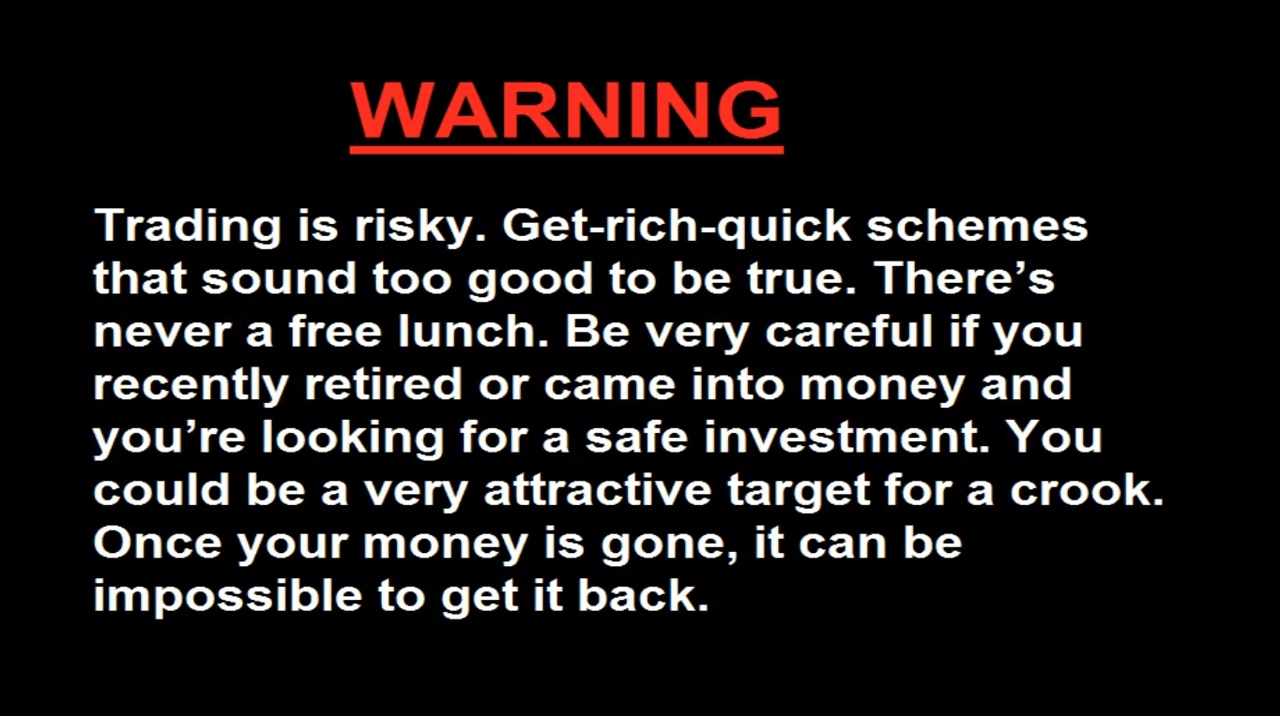 WARNING
Trading is risky. Get-rich-quick schemes
that sound too good to be true. There’s
never a free lunch. Be very careful if you
recently retired or came into money and
you’re looking for a safe investment. You
could be a very attractive target for a crook.
Once your money is gone, it can be
impossible to get it back.